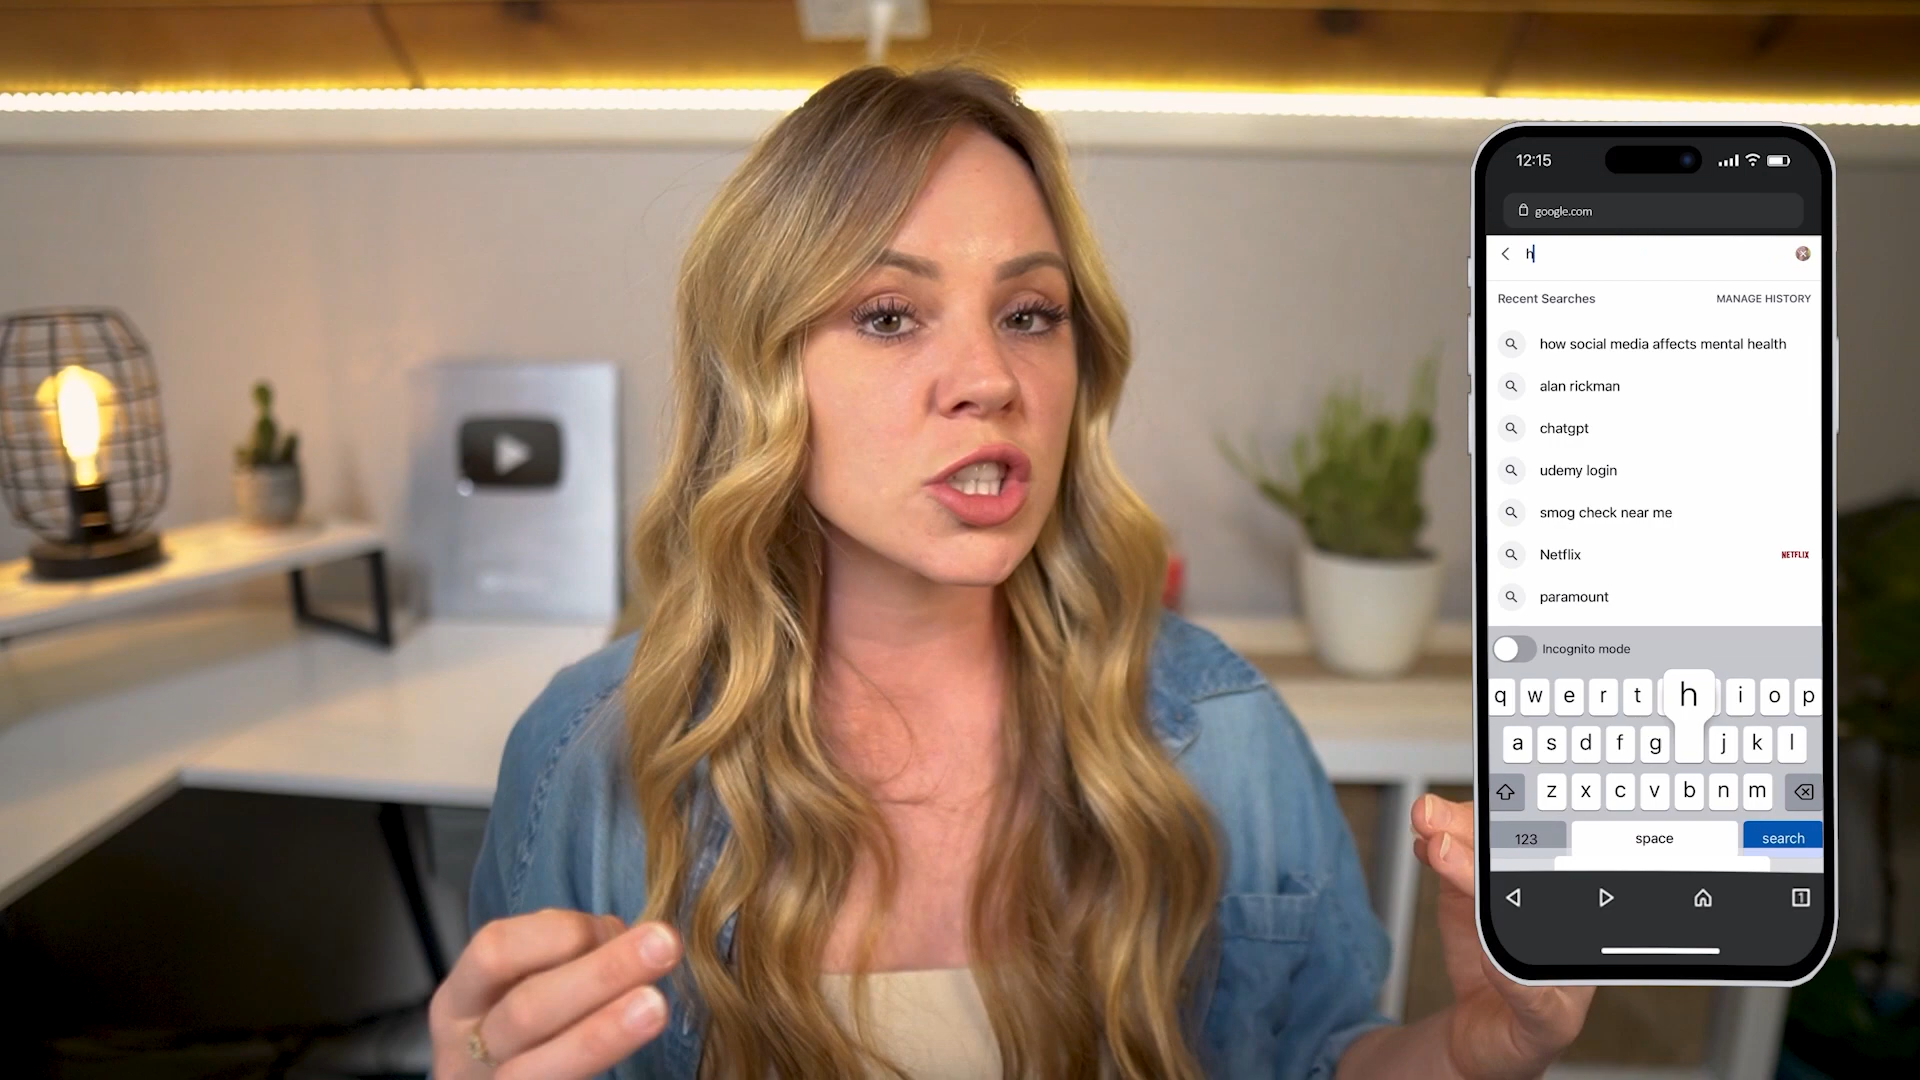 12:15
google.com
h
Recent Searches MANAGE HISTORY
how social media affects mental health
alan rickman
chatgpt
udemy login
smog check near me
Netflix NETFLIX
paramount
Incognito mode
q w e r t h i o p
a s d f g j k l
z x c v b n m
123 space search
1